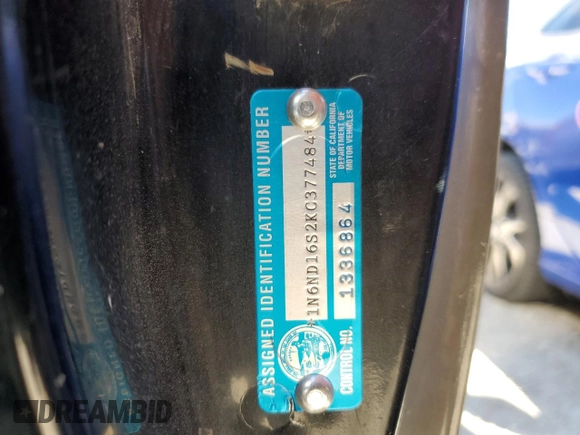 ASSIGNED IDENTIFICATION NUMBER
*1N6ND16S2KC377484*
STATE OF CALIFORNIA
DEPARTMENT OF
MOTOR VEHICLES
CONTROL NO. 1336864
DREAMBID